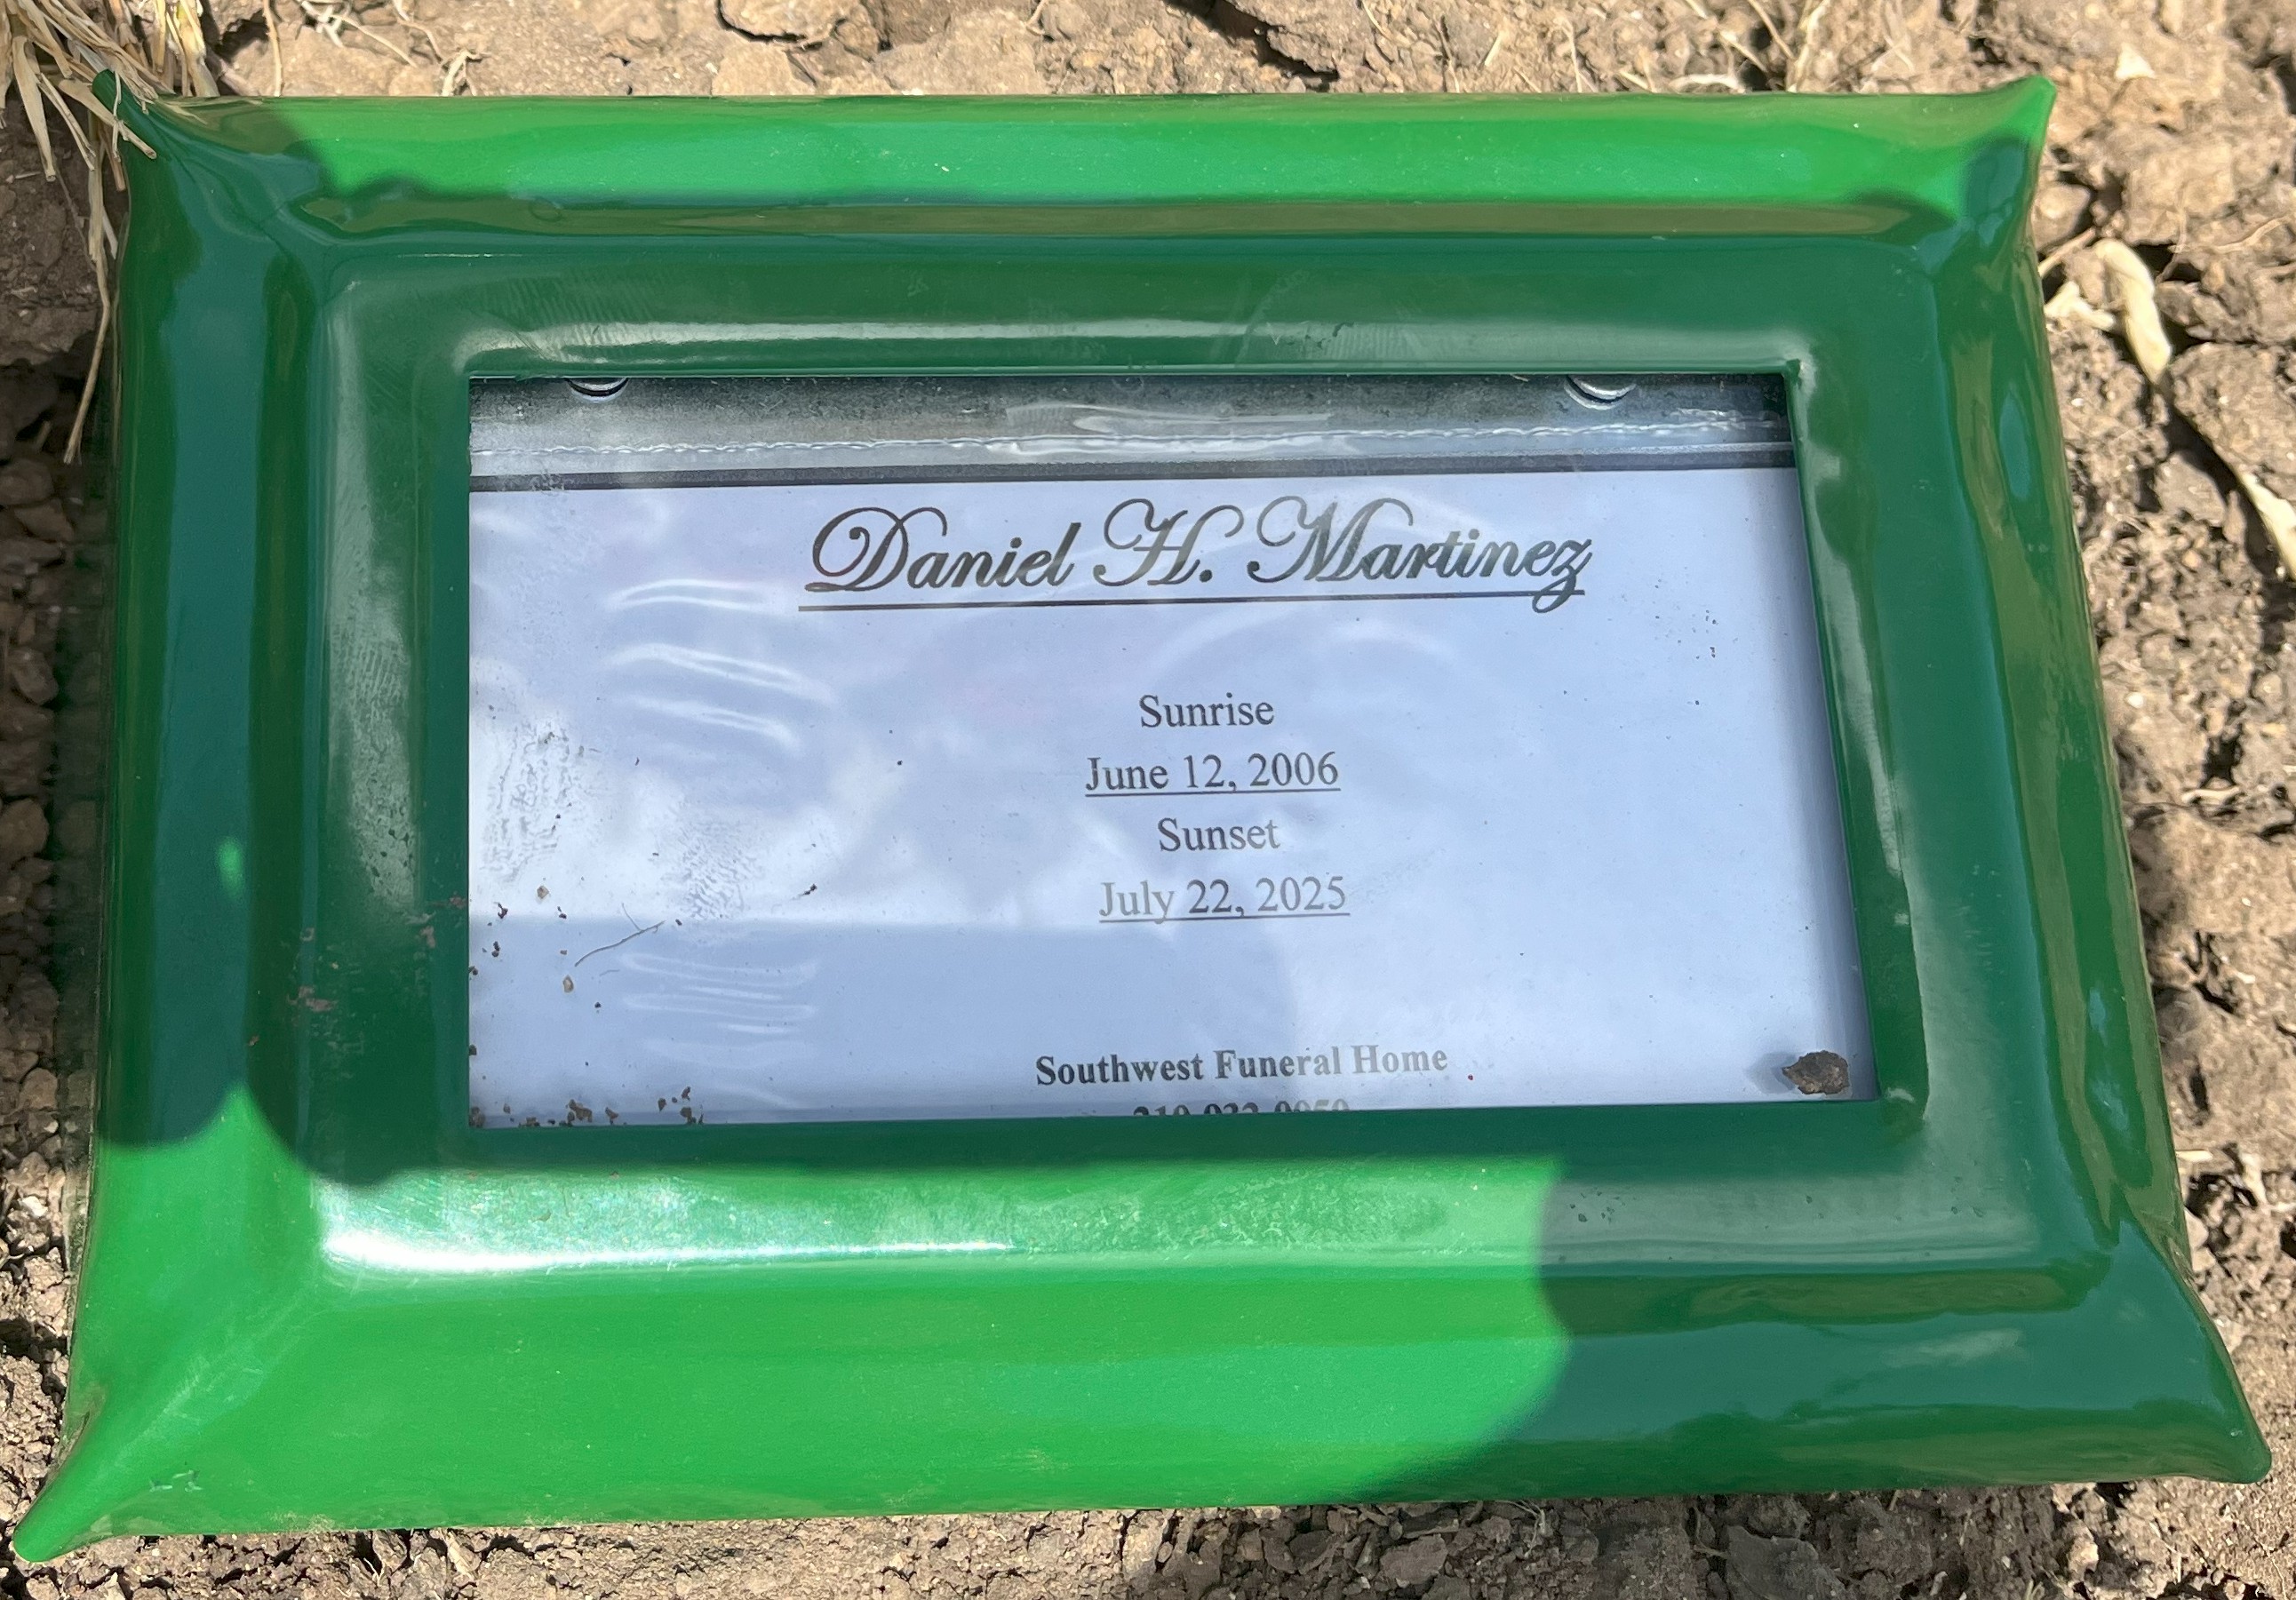 Daniel H. Martinez
Sunrise
June 12, 2006
Sunset
July 22, 2025
Southwest Funeral Home